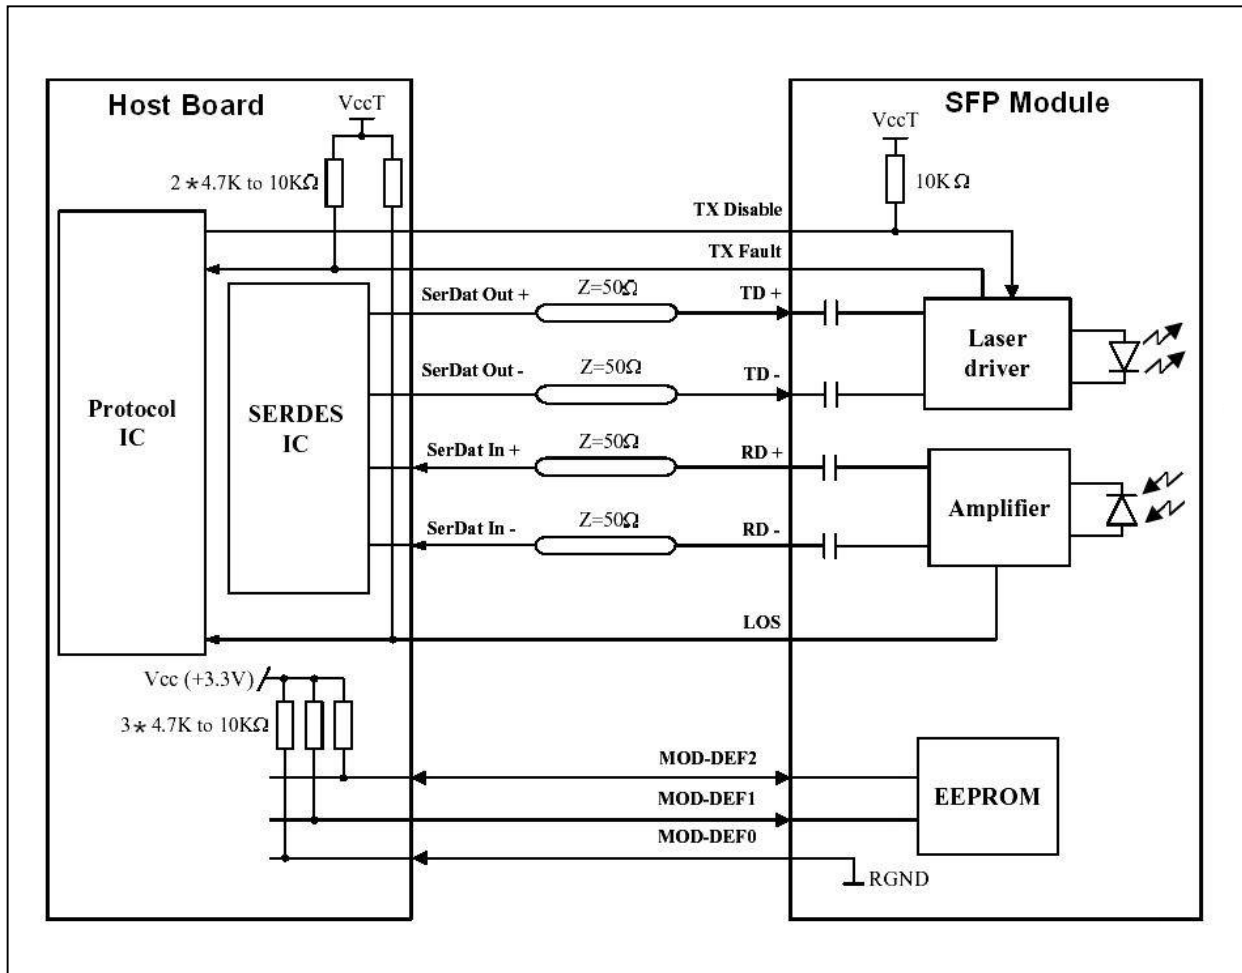 Host Board
SFP Module
VccT
VccT
2*4.7K to 10KΩ
10KΩ
TX Disable
TX Fault
SerDat Out +
Z=50Ω
TD +
Laser
driver
SerDat Out -
Z=50Ω
TD -
Protocol
IC
SERDES
IC
SerDat In +
Z=50Ω
RD +
Amplifier
SerDat In -
Z=50Ω
RD -
LOS
Vcc (+3.3V)
3* 4.7K to 10KΩ
MOD-DEF2
MOD-DEF1
EEPROM
MOD-DEF0
RGND